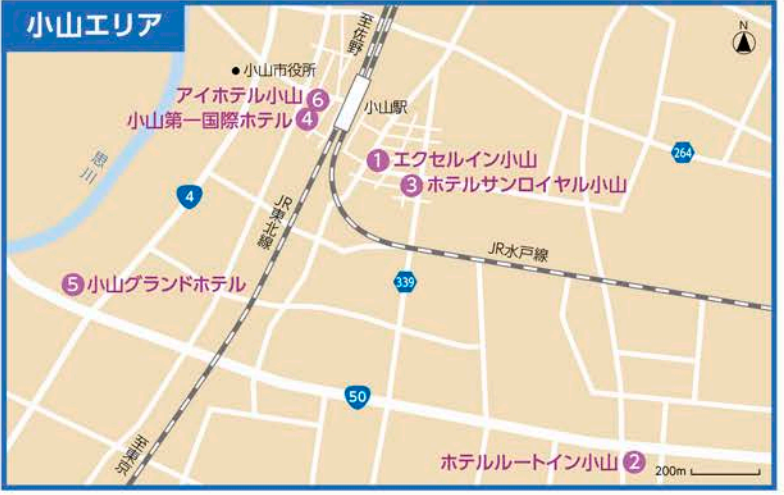 小山エリア
N
至佐野
小山市役所
アイホテル小山 6
小山駅
小山第一国際ホテル 4
264
1 エクセルイン小山
思川
3 ホテルサンロイヤル小山
4
JR東北線
JR水戸線
5 小山グランドホテル
339
50
至東京
ホテルルートイン小山 2
200m